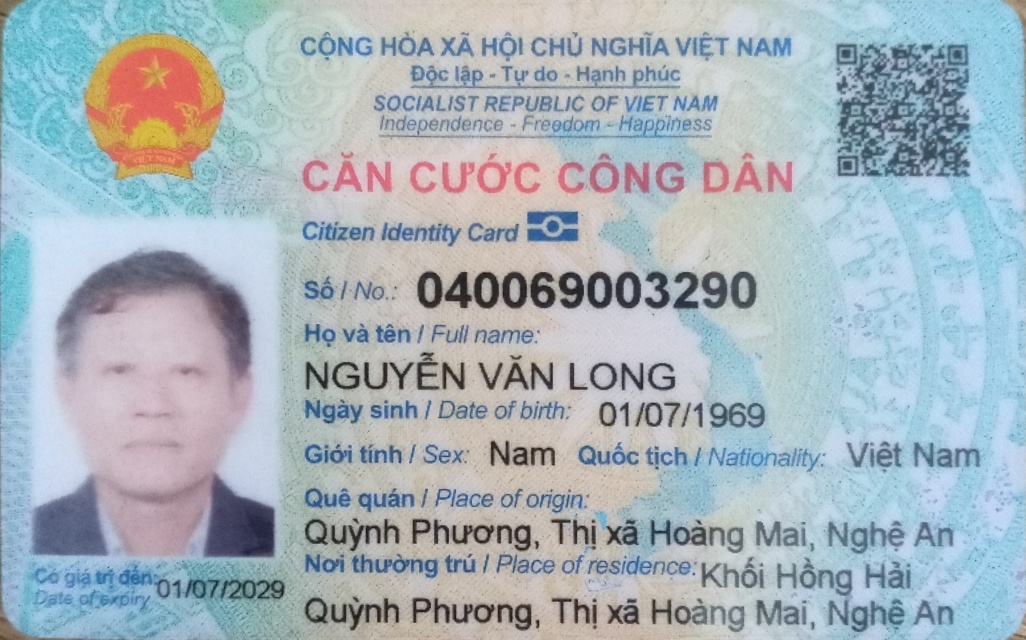 CỘNG HÒA XÃ HỘI CHỦ NGHĨA VIỆT NAM
Độc lập - Tự do - Hạnh phúc
SOCIALIST REPUBLIC OF VIET NAM
Independence - Freedom - Happiness
CĂN CƯỚC CÔNG DÂN
Citizen Identity Card
Số / No.: 040069003290
Họ và tên / Full name:
NGUYỄN VĂN LONG
Ngày sinh / Date of birth: 01/07/1969
Giới tính / Sex: Nam Quốc tịch / Nationality: Việt Nam
Quê quán / Place of origin:
Quỳnh Phương, Thị xã Hoàng Mai, Nghệ An
Nơi thường trú / Place of residence: Khối Hồng Hải
Quỳnh Phương, Thị xã Hoàng Mai, Nghệ An
Có giá trị đến: 01/07/2029
Date of expiry
VIỆT NAM